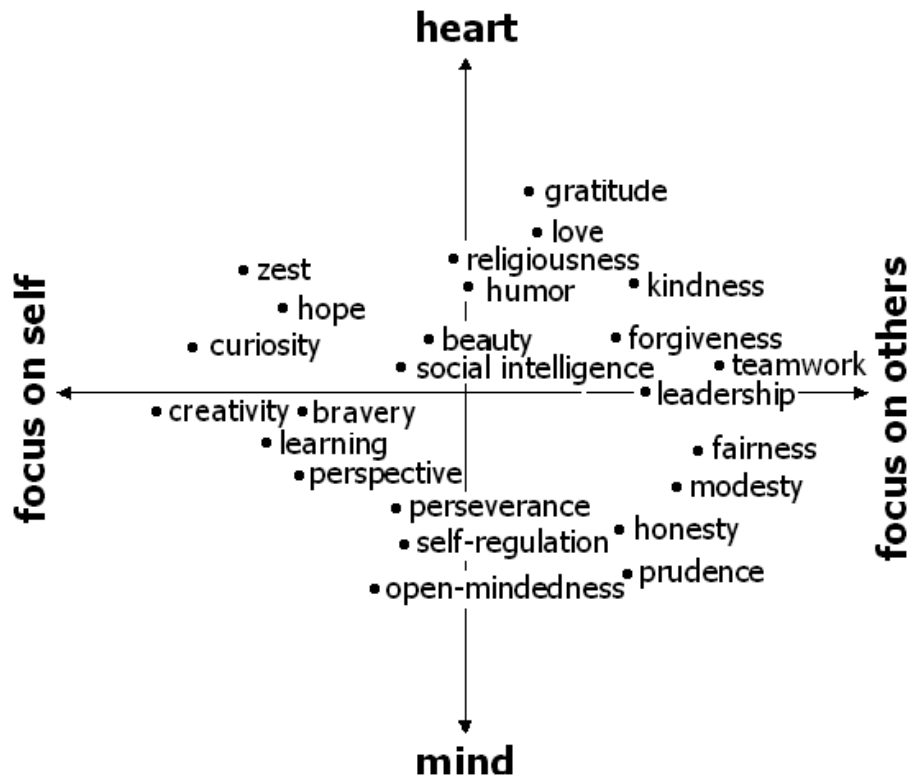 heart
gratitude
love
religiousness
zest
humor
kindness
hope
beauty
forgiveness
curiosity
social intelligence
teamwork
leadership
focus on self
focus on others
creativity
bravery
learning
fairness
perspective
modesty
perseverance
honesty
self-regulation
prudence
open-mindedness
mind